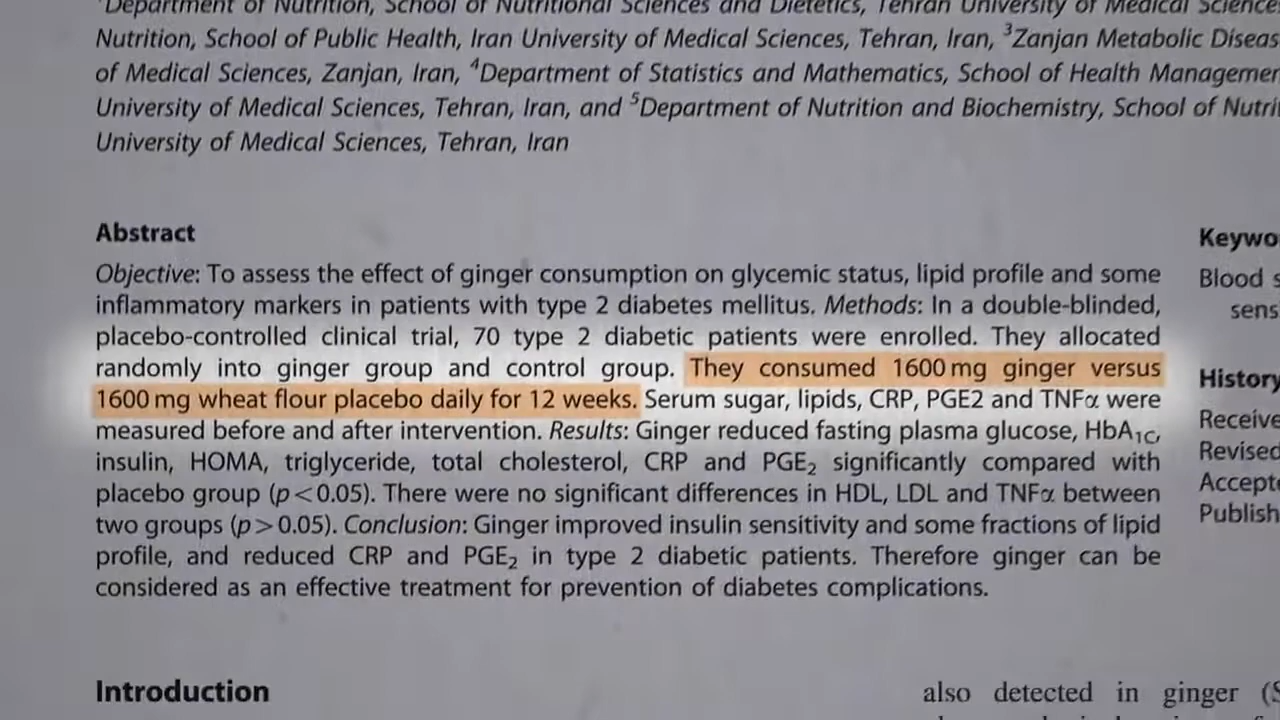 Department of Nutrition, School of Nutritional Sciences and Dietetics, Tehran University of Medical Science
Nutrition, School of Public Health, Iran University of Medical Sciences, Tehran, Iran, ³Zanjan Metabolic Diseas
of Medical Sciences, Zanjan, Iran, ⁴Department of Statistics and Mathematics, School of Health Managemen
University of Medical Sciences, Tehran, Iran, and ⁵Department of Nutrition and Biochemistry, School of Nutri
University of Medical Sciences, Tehran, Iran
Abstract
Objective: To assess the effect of ginger consumption on glycemic status, lipid profile and some
inflammatory markers in patients with type 2 diabetes mellitus. Methods: In a double-blinded,
placebo-controlled clinical trial, 70 type 2 diabetic patients were enrolled. They allocated
randomly into ginger group and control group. They consumed 1600 mg ginger versus
1600 mg wheat flour placebo daily for 12 weeks. Serum sugar, lipids, CRP, PGE2 and TNFα were
measured before and after intervention. Results: Ginger reduced fasting plasma glucose, HbA1C,
insulin, HOMA, triglyceride, total cholesterol, CRP and PGE₂ significantly compared with
placebo group (p<0.05). There were no significant differences in HDL, LDL and TNFα between
two groups (p>0.05). Conclusion: Ginger improved insulin sensitivity and some fractions of lipid
profile, and reduced CRP and PGE₂ in type 2 diabetic patients. Therefore ginger can be
considered as an effective treatment for prevention of diabetes complications.
Keywo
Blood s
sens
History
Receive
Revised
Accepte
Publish
Introduction
also detected in ginger (S